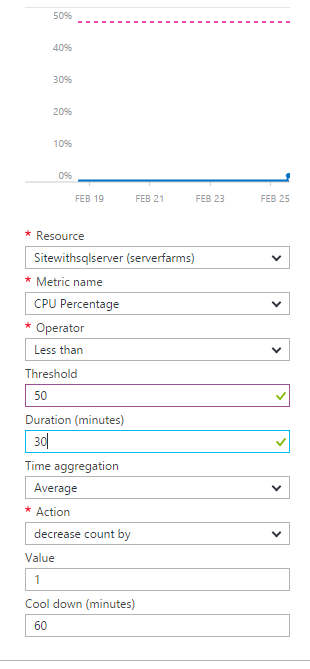 50%
40%
30%
20%
10%
0%
FEB 19 FEB 21 FEB 23 FEB 25
* Resource
Sitewithsqlserver (serverfarms)
* Metric name
CPU Percentage
* Operator
Less than
Threshold
50
Duration (minutes)
30
Time aggregation
Average
* Action
decrease count by
Value
1
Cool down (minutes)
60